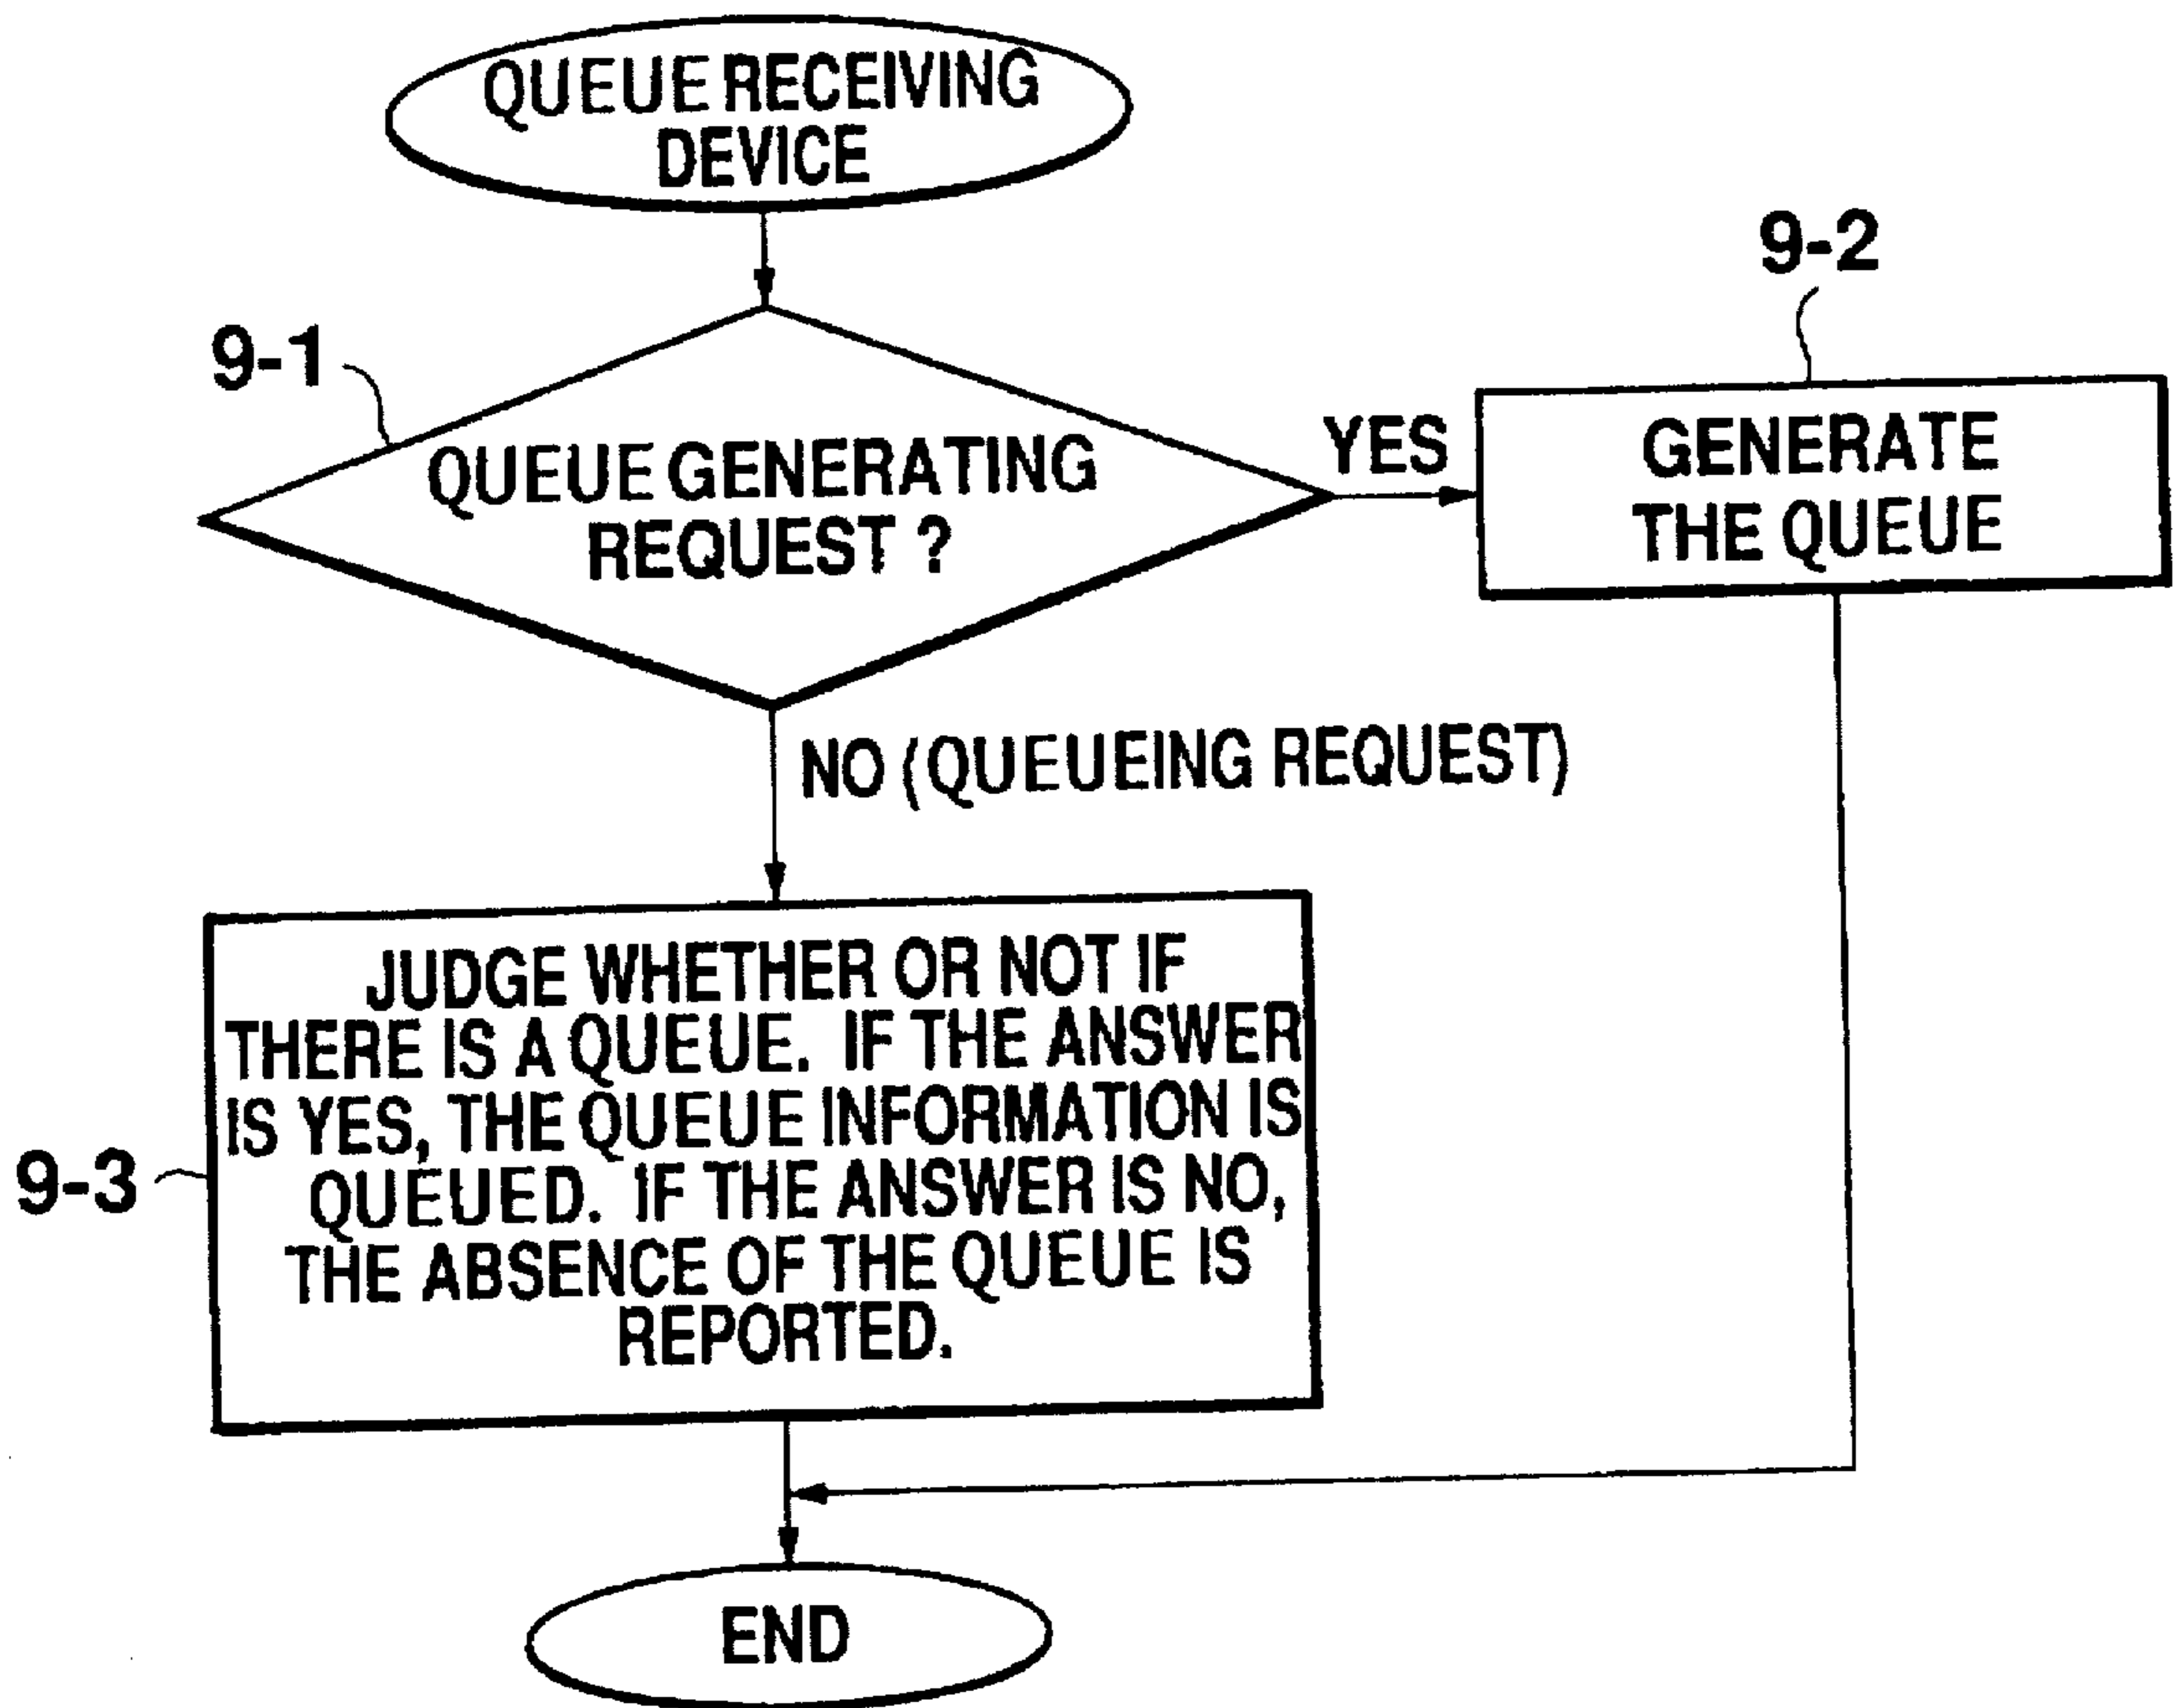 QUEUE RECEIVING
DEVICE
9-2
9-1
QUEUE GENERATING
REQUEST ?
YES
GENERATE
THE QUEUE
NO (QUEUEING REQUEST)
JUDGE WHETHER OR NOT IF
THERE IS A QUEUE. IF THE ANSWER
IS YES, THE QUEUE INFORMATION IS
QUEUED. IF THE ANSWER IS NO,
THE ABSENCE OF THE QUEUE IS
REPORTED.
9-3
END